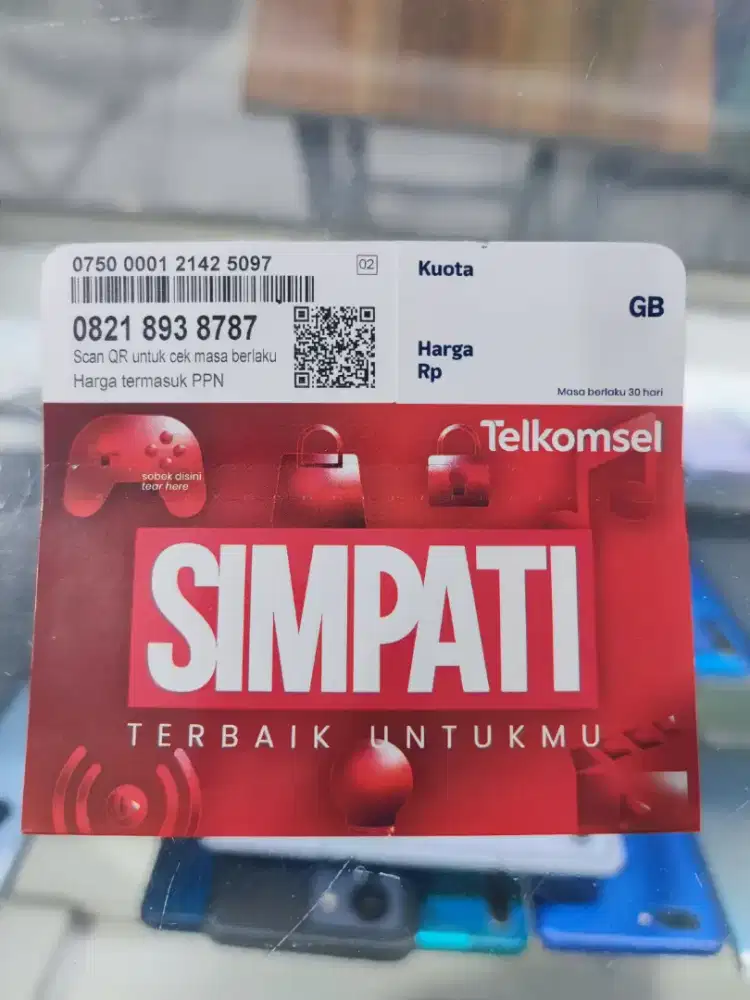 0750 0001 2142 5097
02
0821 893 8787
Scan QR untuk cek masa berlaku
Harga termasuk PPN
Kuota
GB
Harga
Rp
Masa berlaku 30 hari
Telkomsel
sobek disini
tear here
SIMPATI
TERBAIK UNTUKMU